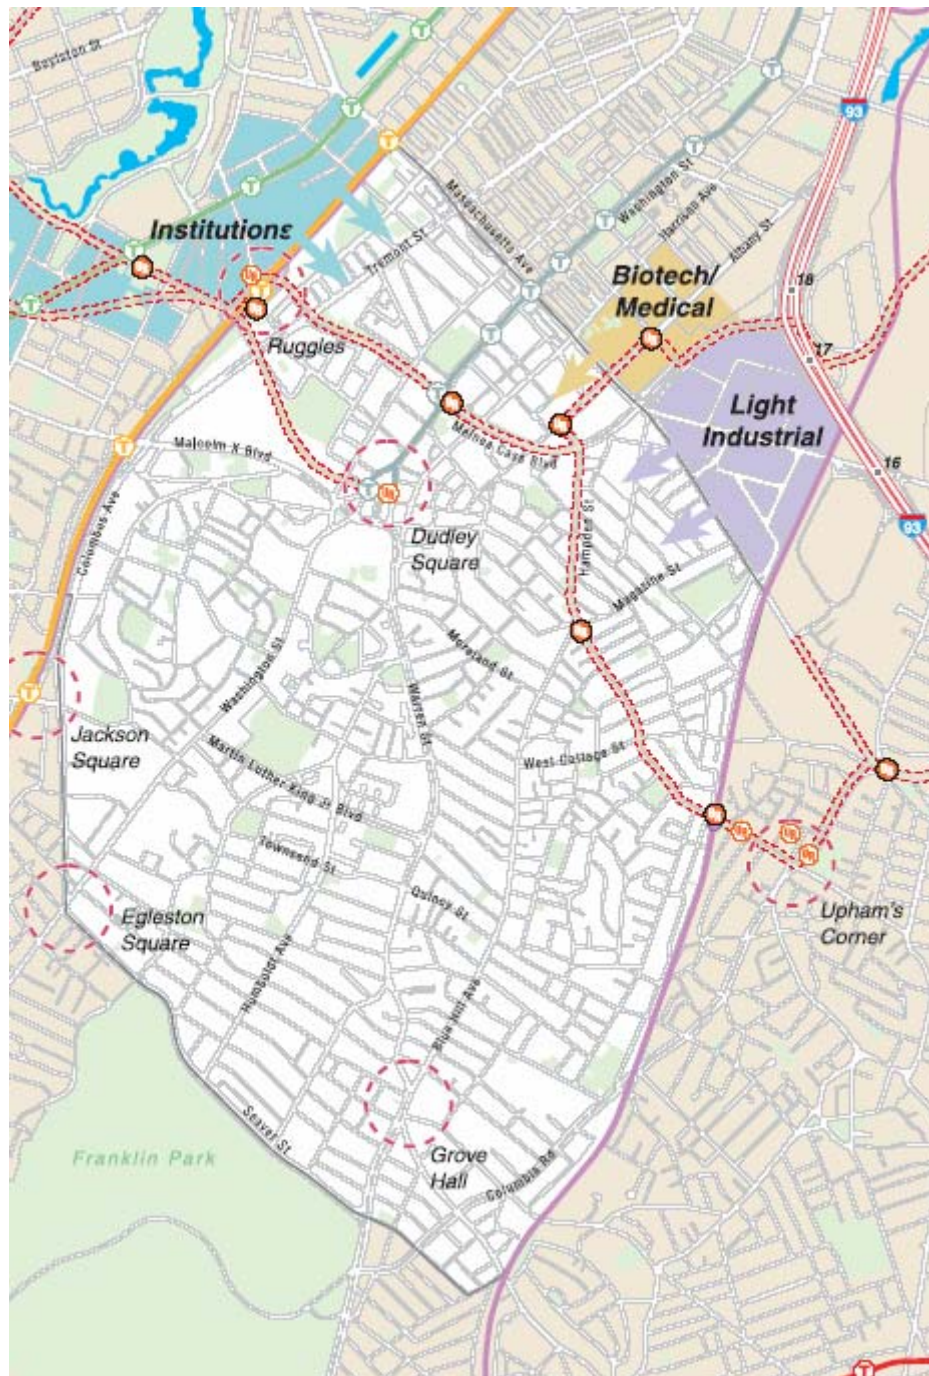 Boylston St
T
T
93
T
T
Massachusetts Ave
Washington St
Harrison Ave
T
T
Tremont St
Albany St
Institutions
T
T
Biotech/
Medical
18
T
T
T
T
Ruggles
17
T
Light
Industrial
T
Malcolm X Blvd
Melnea Cass Blvd
16
Columbus Ave
Dudley
Square
Hampden St
93
Magazine St
Moreland St
Washington St
Warren St
T
Jackson
Square
Martin Luther King Jr Blvd
West Cottage St
Townsend St
Quincy St
Egleston
Square
Upham's
Corner
Humboldt Ave
Blue Hill Ave
Seaver St
Franklin Park
Grove
Hall
Columbia Rd
T